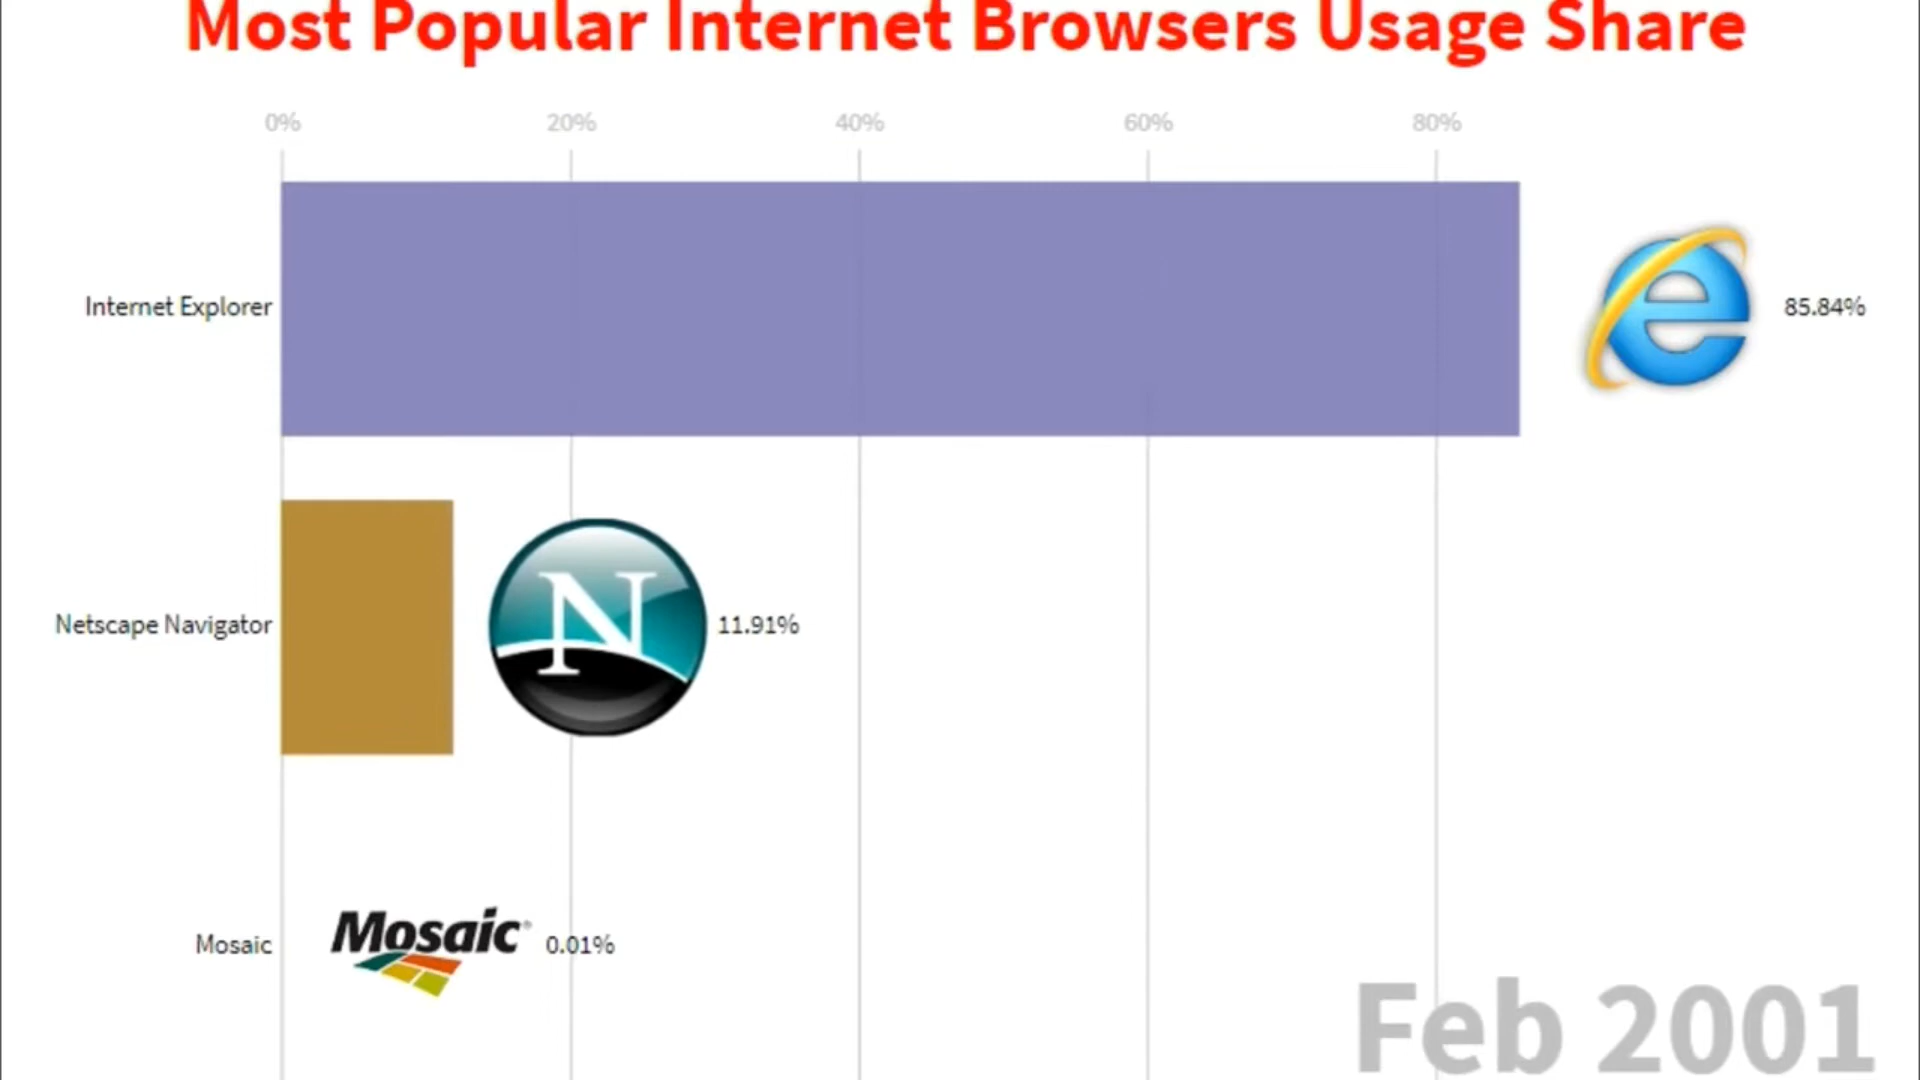 Most Popular Internet Browsers Usage Share
0% 20% 40% 60% 80%
Internet Explorer 85.84%
Netscape Navigator N 11.91%
Mosaic Mosaic® 0.01%
Feb 2001